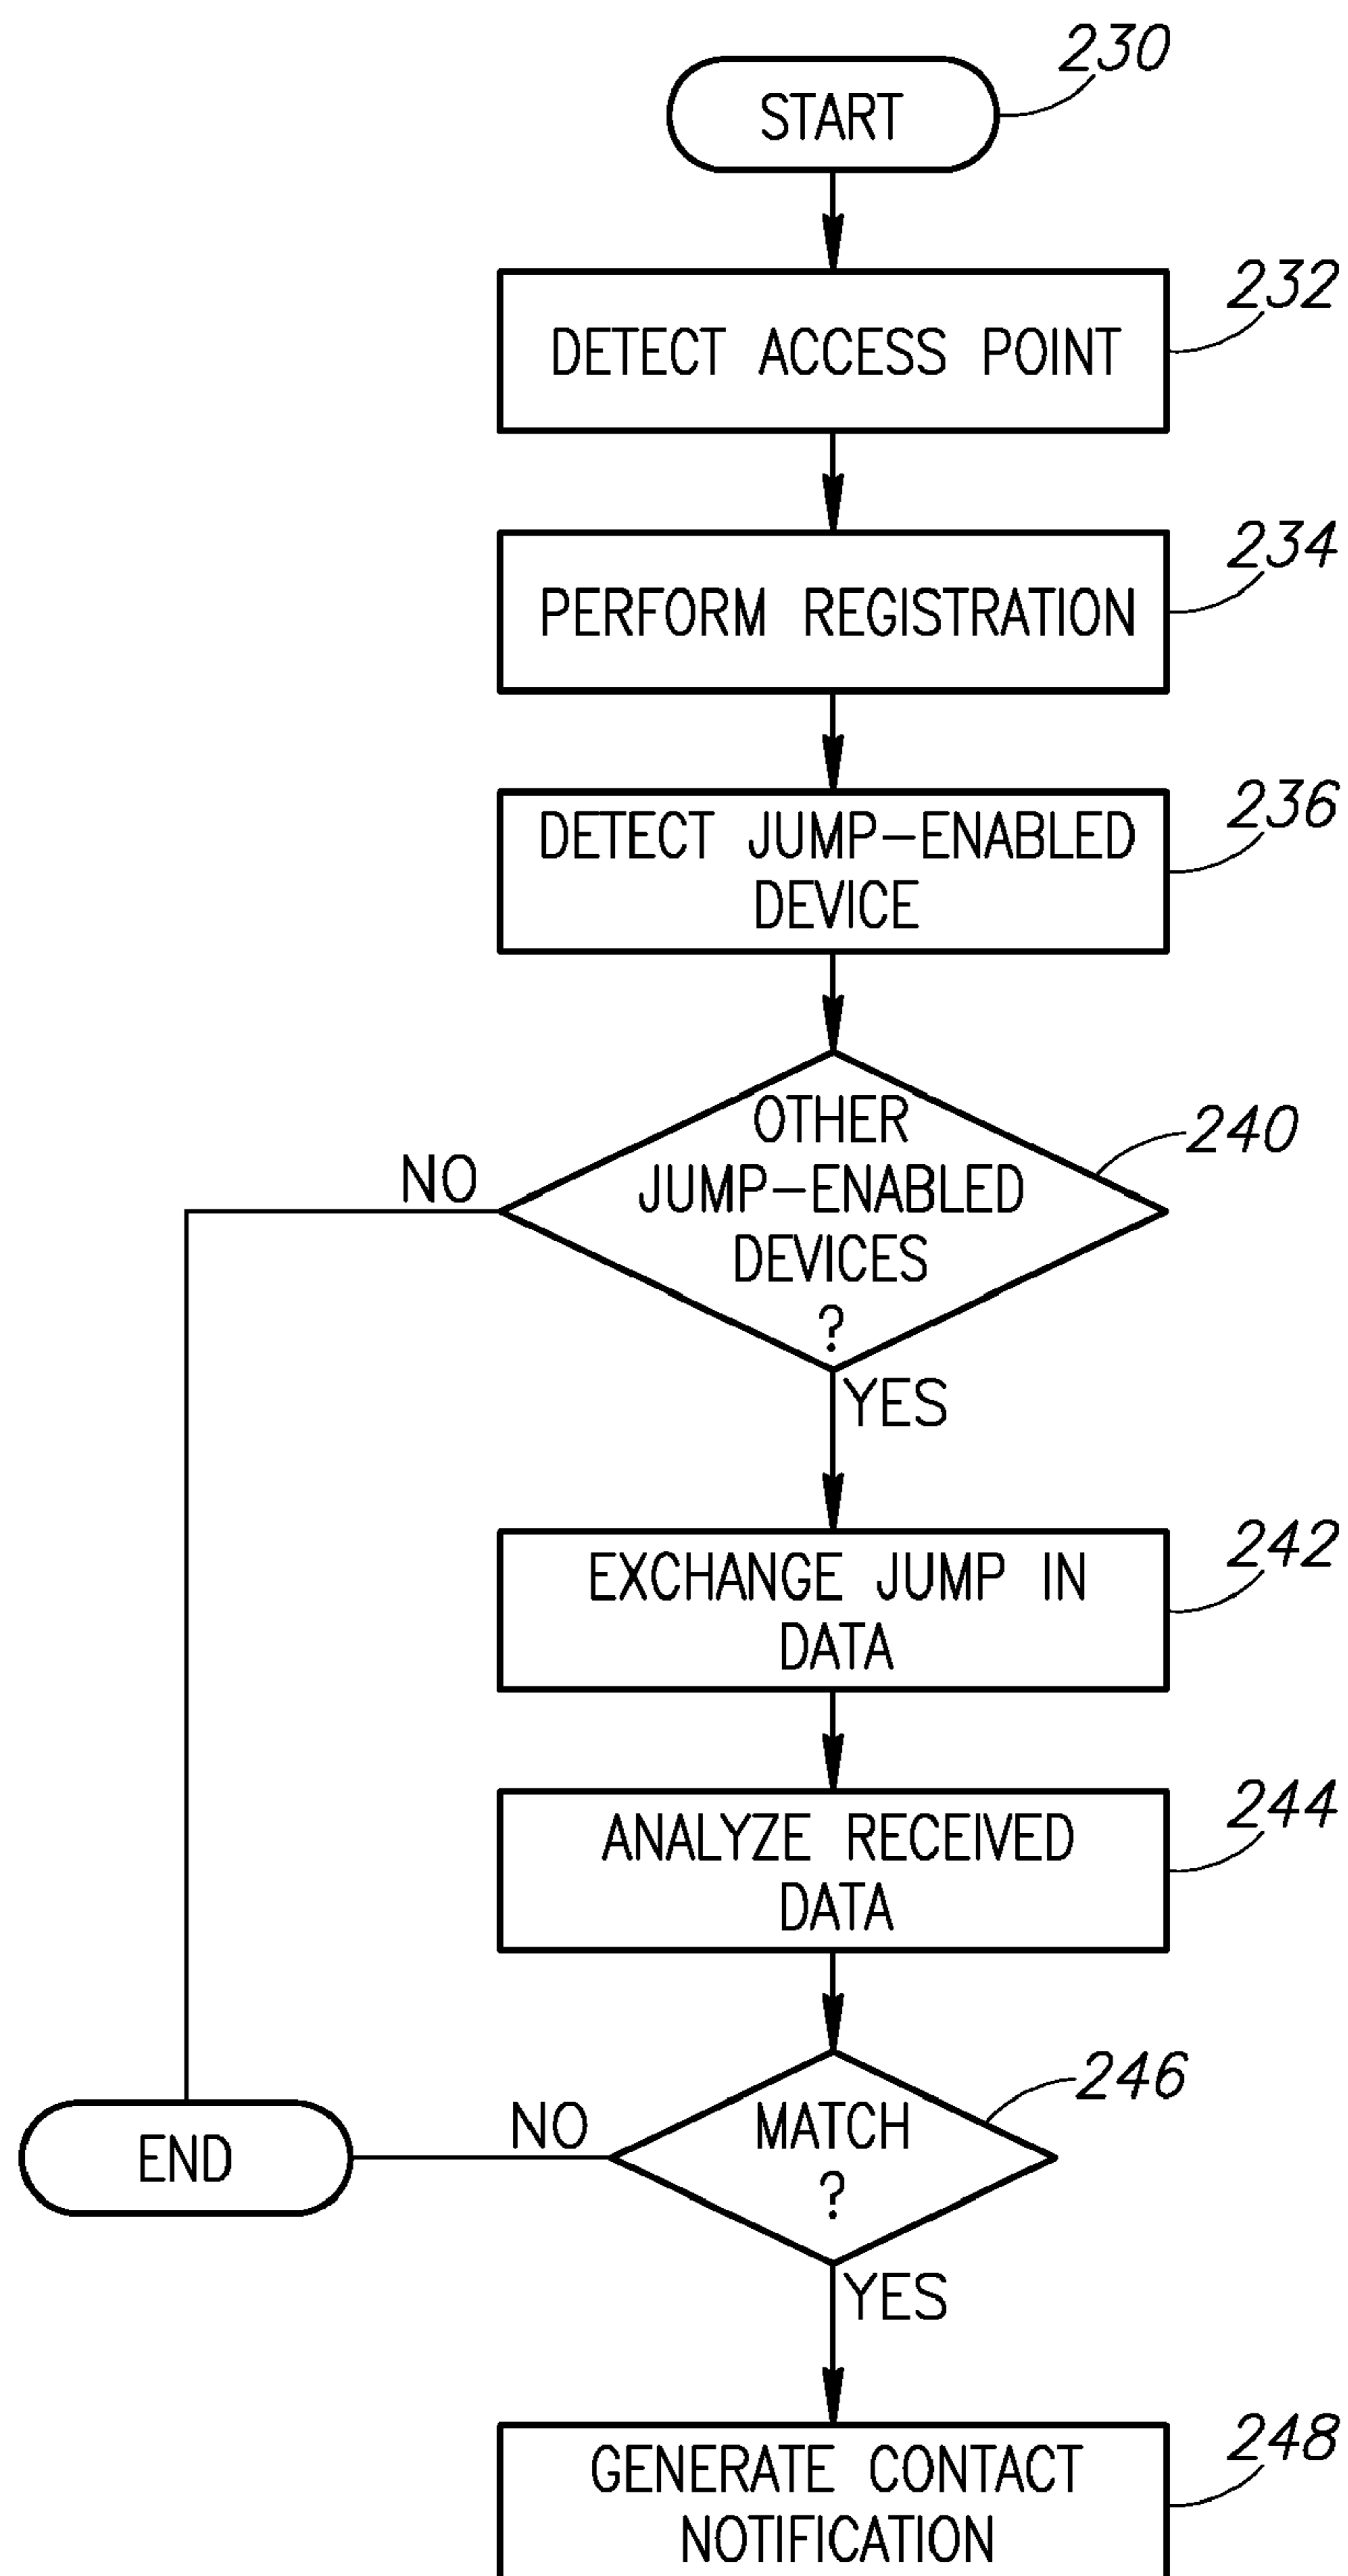 230
START
232
DETECT ACCESS POINT
234
PERFORM REGISTRATION
236
DETECT JUMP-ENABLED
DEVICE
240
OTHER
JUMP-ENABLED
DEVICES
?
NO
YES
242
EXCHANGE JUMP IN
DATA
244
ANALYZE RECEIVED
DATA
246
MATCH
?
NO
END
YES
248
GENERATE CONTACT
NOTIFICATION